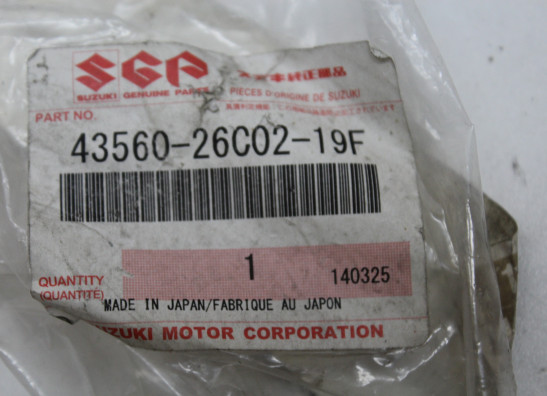 SGP
SUZUKI GENUINE PARTS
PIECES D'ORIGINE DE SUZUKI
PART NO.
43560-26C02-19F
1
140325
QUANTITY
(QUANTITÉ)
MADE IN JAPAN/FABRIQUE AU JAPON
UZUKI MOTOR CORPORATION